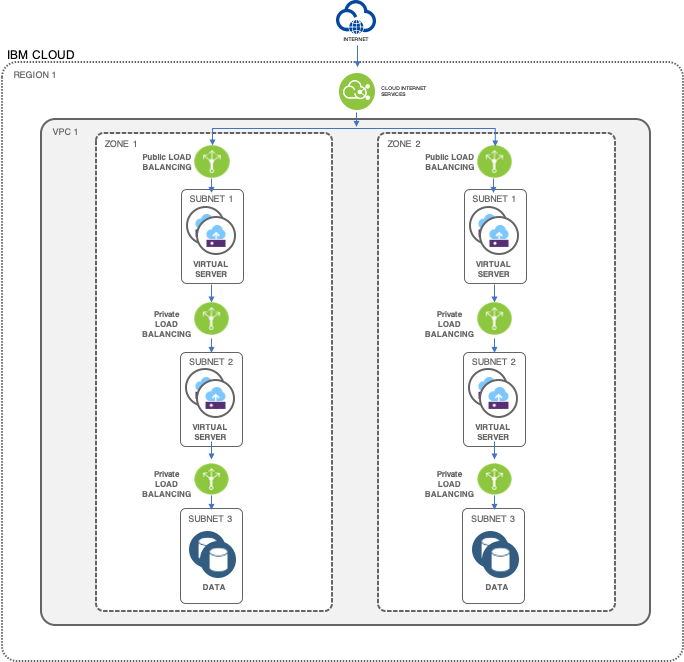 INTERNET
IBM CLOUD
REGION 1
CLOUD INTERNET
SERVICES
VPC 1
ZONE 1
Public LOAD
BALANCING
SUBNET 1
VIRTUAL
SERVER
Private
LOAD
BALANCING
SUBNET 2
VIRTUAL
SERVER
Private
LOAD
BALANCING
SUBNET 3
DATA
ZONE 2
Public LOAD
BALANCING
SUBNET 1
VIRTUAL
SERVER
Private
LOAD
BALANCING
SUBNET 2
VIRTUAL
SERVER
Private
LOAD
BALANCING
SUBNET 3
DATA